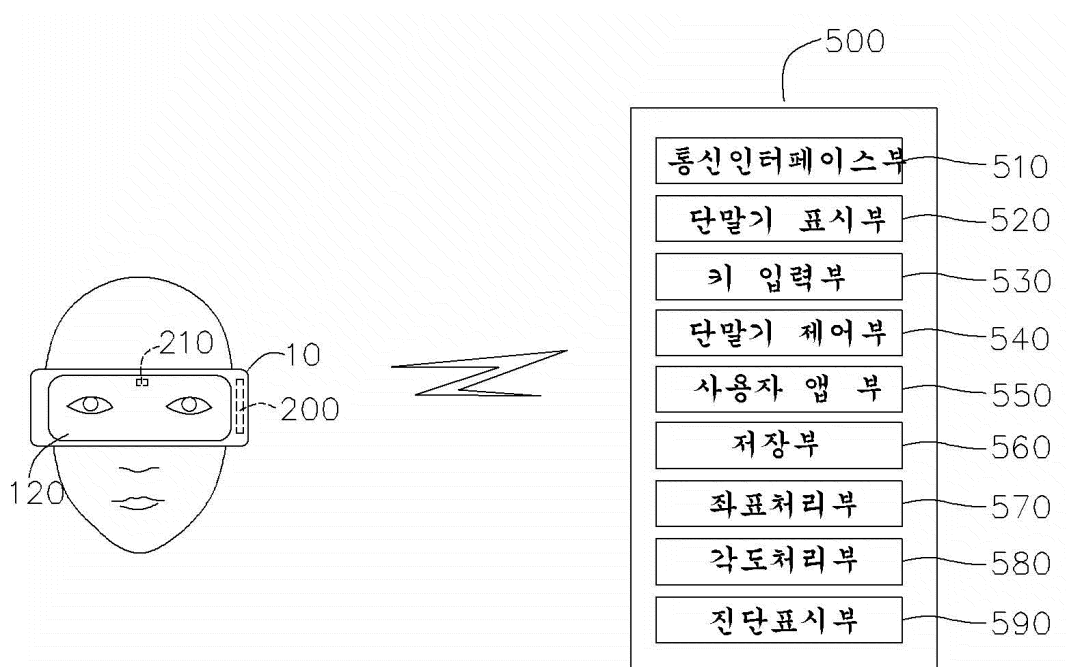 500
통신인터페이스부 510
단말기 표시부 520
키 입력부 530
단말기 제어부 540
사용자 앱 부 550
저장부 560
좌표처리부 570
각도처리부 580
진단표시부 590
210
10
200
120